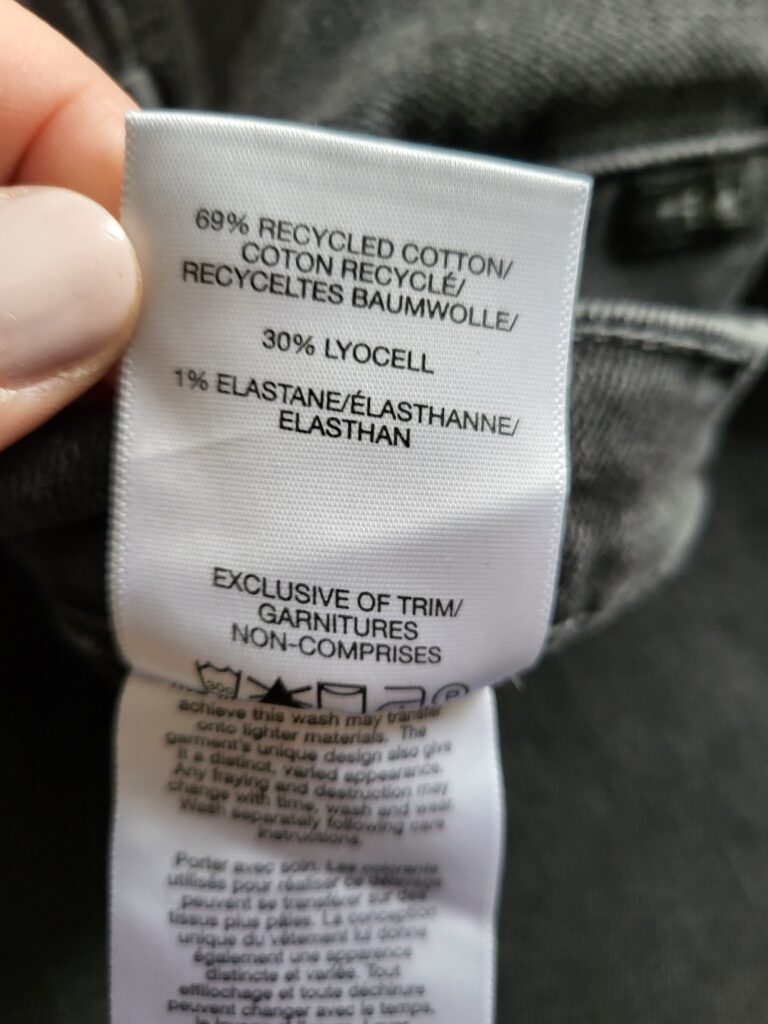 69% RECYCLED COTTON/
COTON RECYCLÉ/
RECYCELTES BAUMWOLLE/
30% LYOCELL
1% ELASTANE/ÉLASTHANNE/
ELASTHAN
EXCLUSIVE OF TRIM/
GARNITURES
NON-COMPRISES
achieve this wash may transfer
onto lighter materials. The
garment's unique design also give
it a distinct, varied appearance.
Any fraying and destruction may
change with time, wash and wear.
Wash separately following care
instructions.
Porter avec soin. Les colorants
utilisés pour réaliser ce délavage
peuvent se transférer sur des
tissus plus pâles. La conception
unique du vêtement lui donne
également une apparence
distincte et variée. Tout
effilochage et toute déchirure
peuvent changer avec le temps,